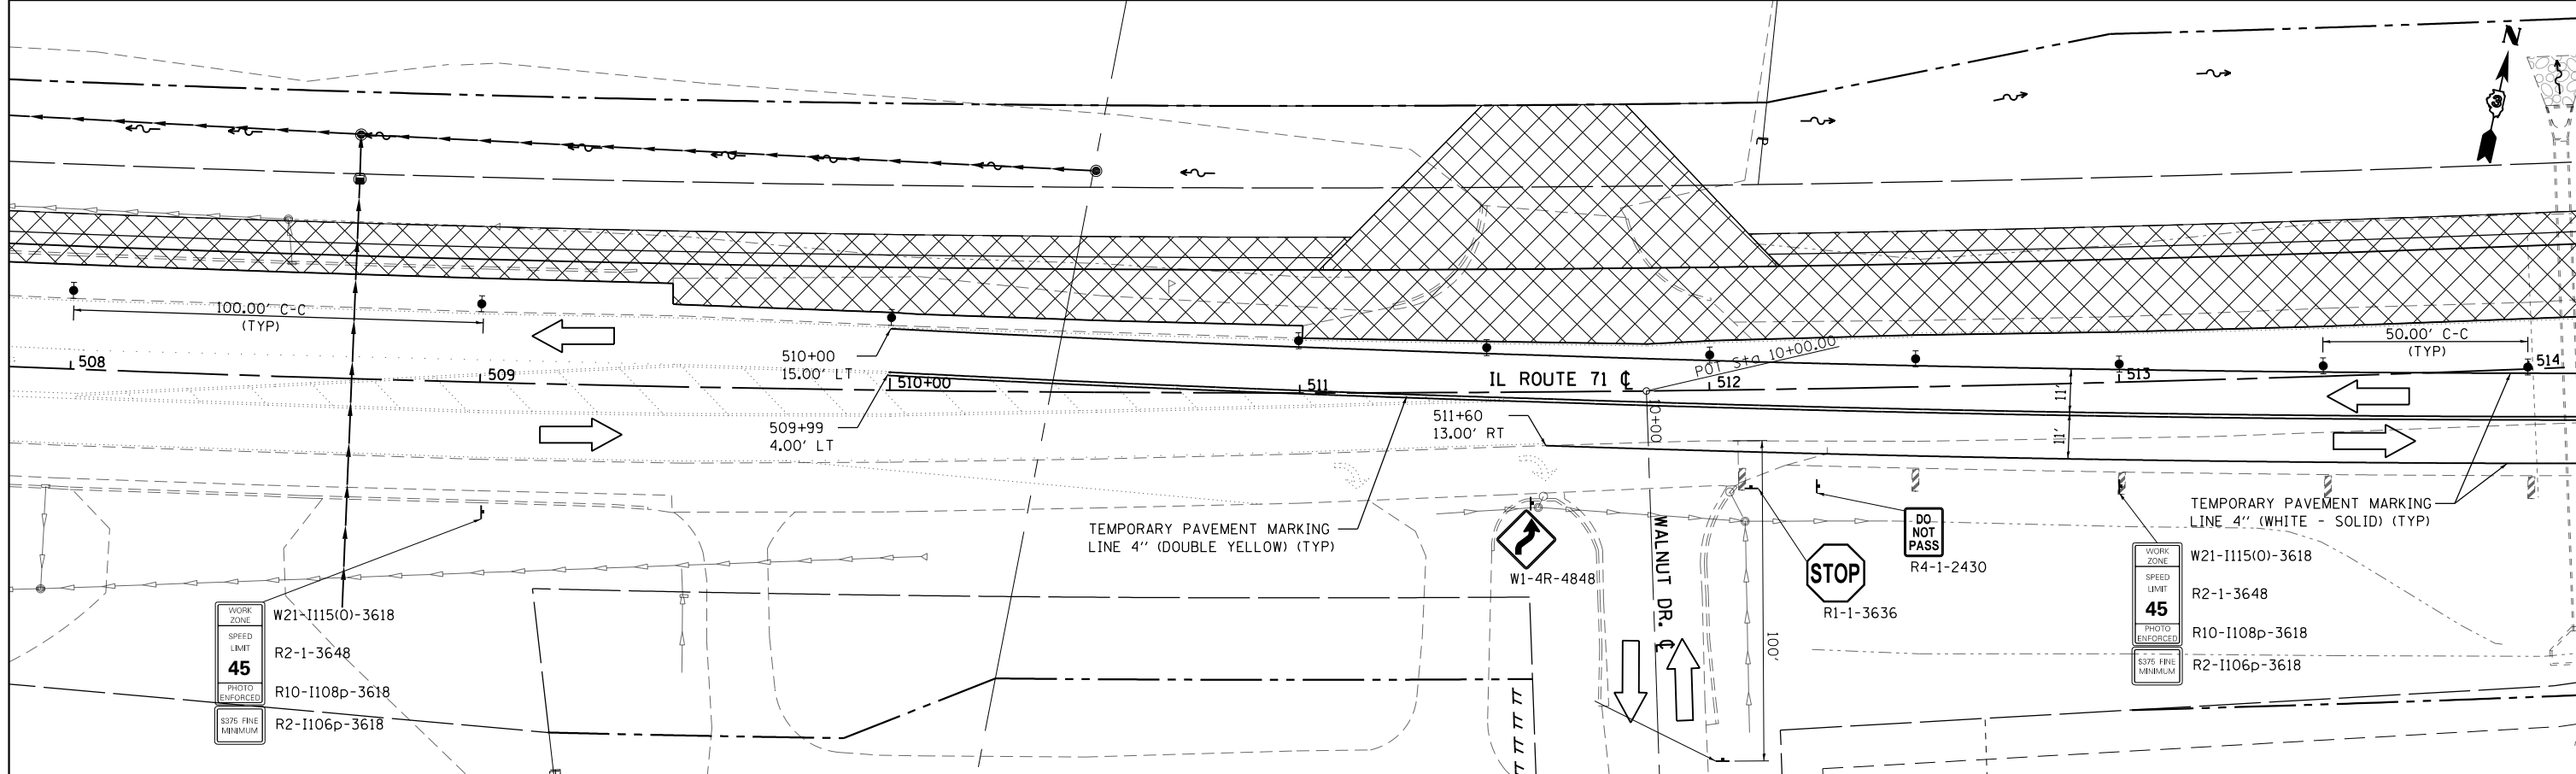 N
3
P
100.00' C-C
(TYP)
50.00' C-C
(TYP)
508
509
510+00
15.00' LT
510+00
511
IL ROUTE 71 ℄
POT Sta 10+00.00
512
513
514
509+99
4.00' LT
511+60
13.00' RT
10+00
11'
11'
TEMPORARY PAVEMENT MARKING
LINE 4" (DOUBLE YELLOW) (TYP)
TEMPORARY PAVEMENT MARKING
LINE 4" (WHITE - SOLID) (TYP)
W1-4R-4848
WALNUT DR. ℄
STOP
R1-1-3636
DO
NOT
PASS
R4-1-2430
100'
WORK
ZONE
SPEED
LIMIT
45
PHOTO
ENFORCED
$375 FINE
MINIMUM
W21-I115(O)-3618
R2-1-3648
R10-I108p-3618
R2-I106p-3618
WORK
ZONE
SPEED
LIMIT
45
PHOTO
ENFORCED
$375 FINE
MINIMUM
W21-I115(O)-3618
R2-1-3648
R10-I108p-3618
R2-I106p-3618